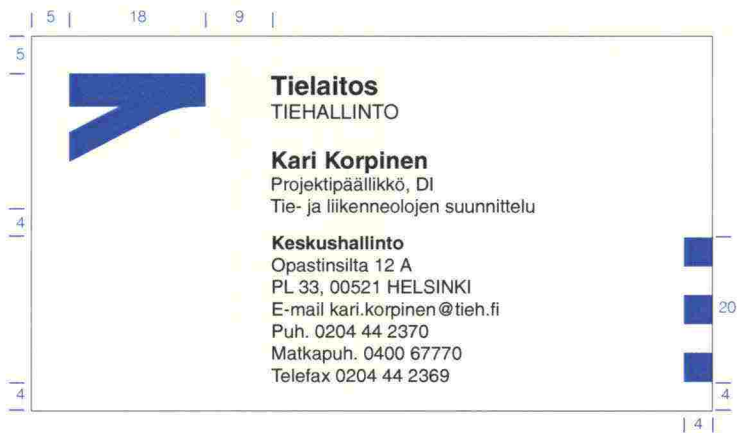 5 18 9
5
Tielaitos
TIEHALLINTO
Kari Korpinen
Projektipäällikkö, DI
Tie- ja liikenneolojen suunnittelu
4
Keskushallinto
Opastinsilta 12 A
PL 33, 00521 HELSINKI
E-mail kari.korpinen@tieh.fi
20
Puh. 0204 44 2370
Matkapuh. 0400 67770
Telefax 0204 44 2369
4 4
4